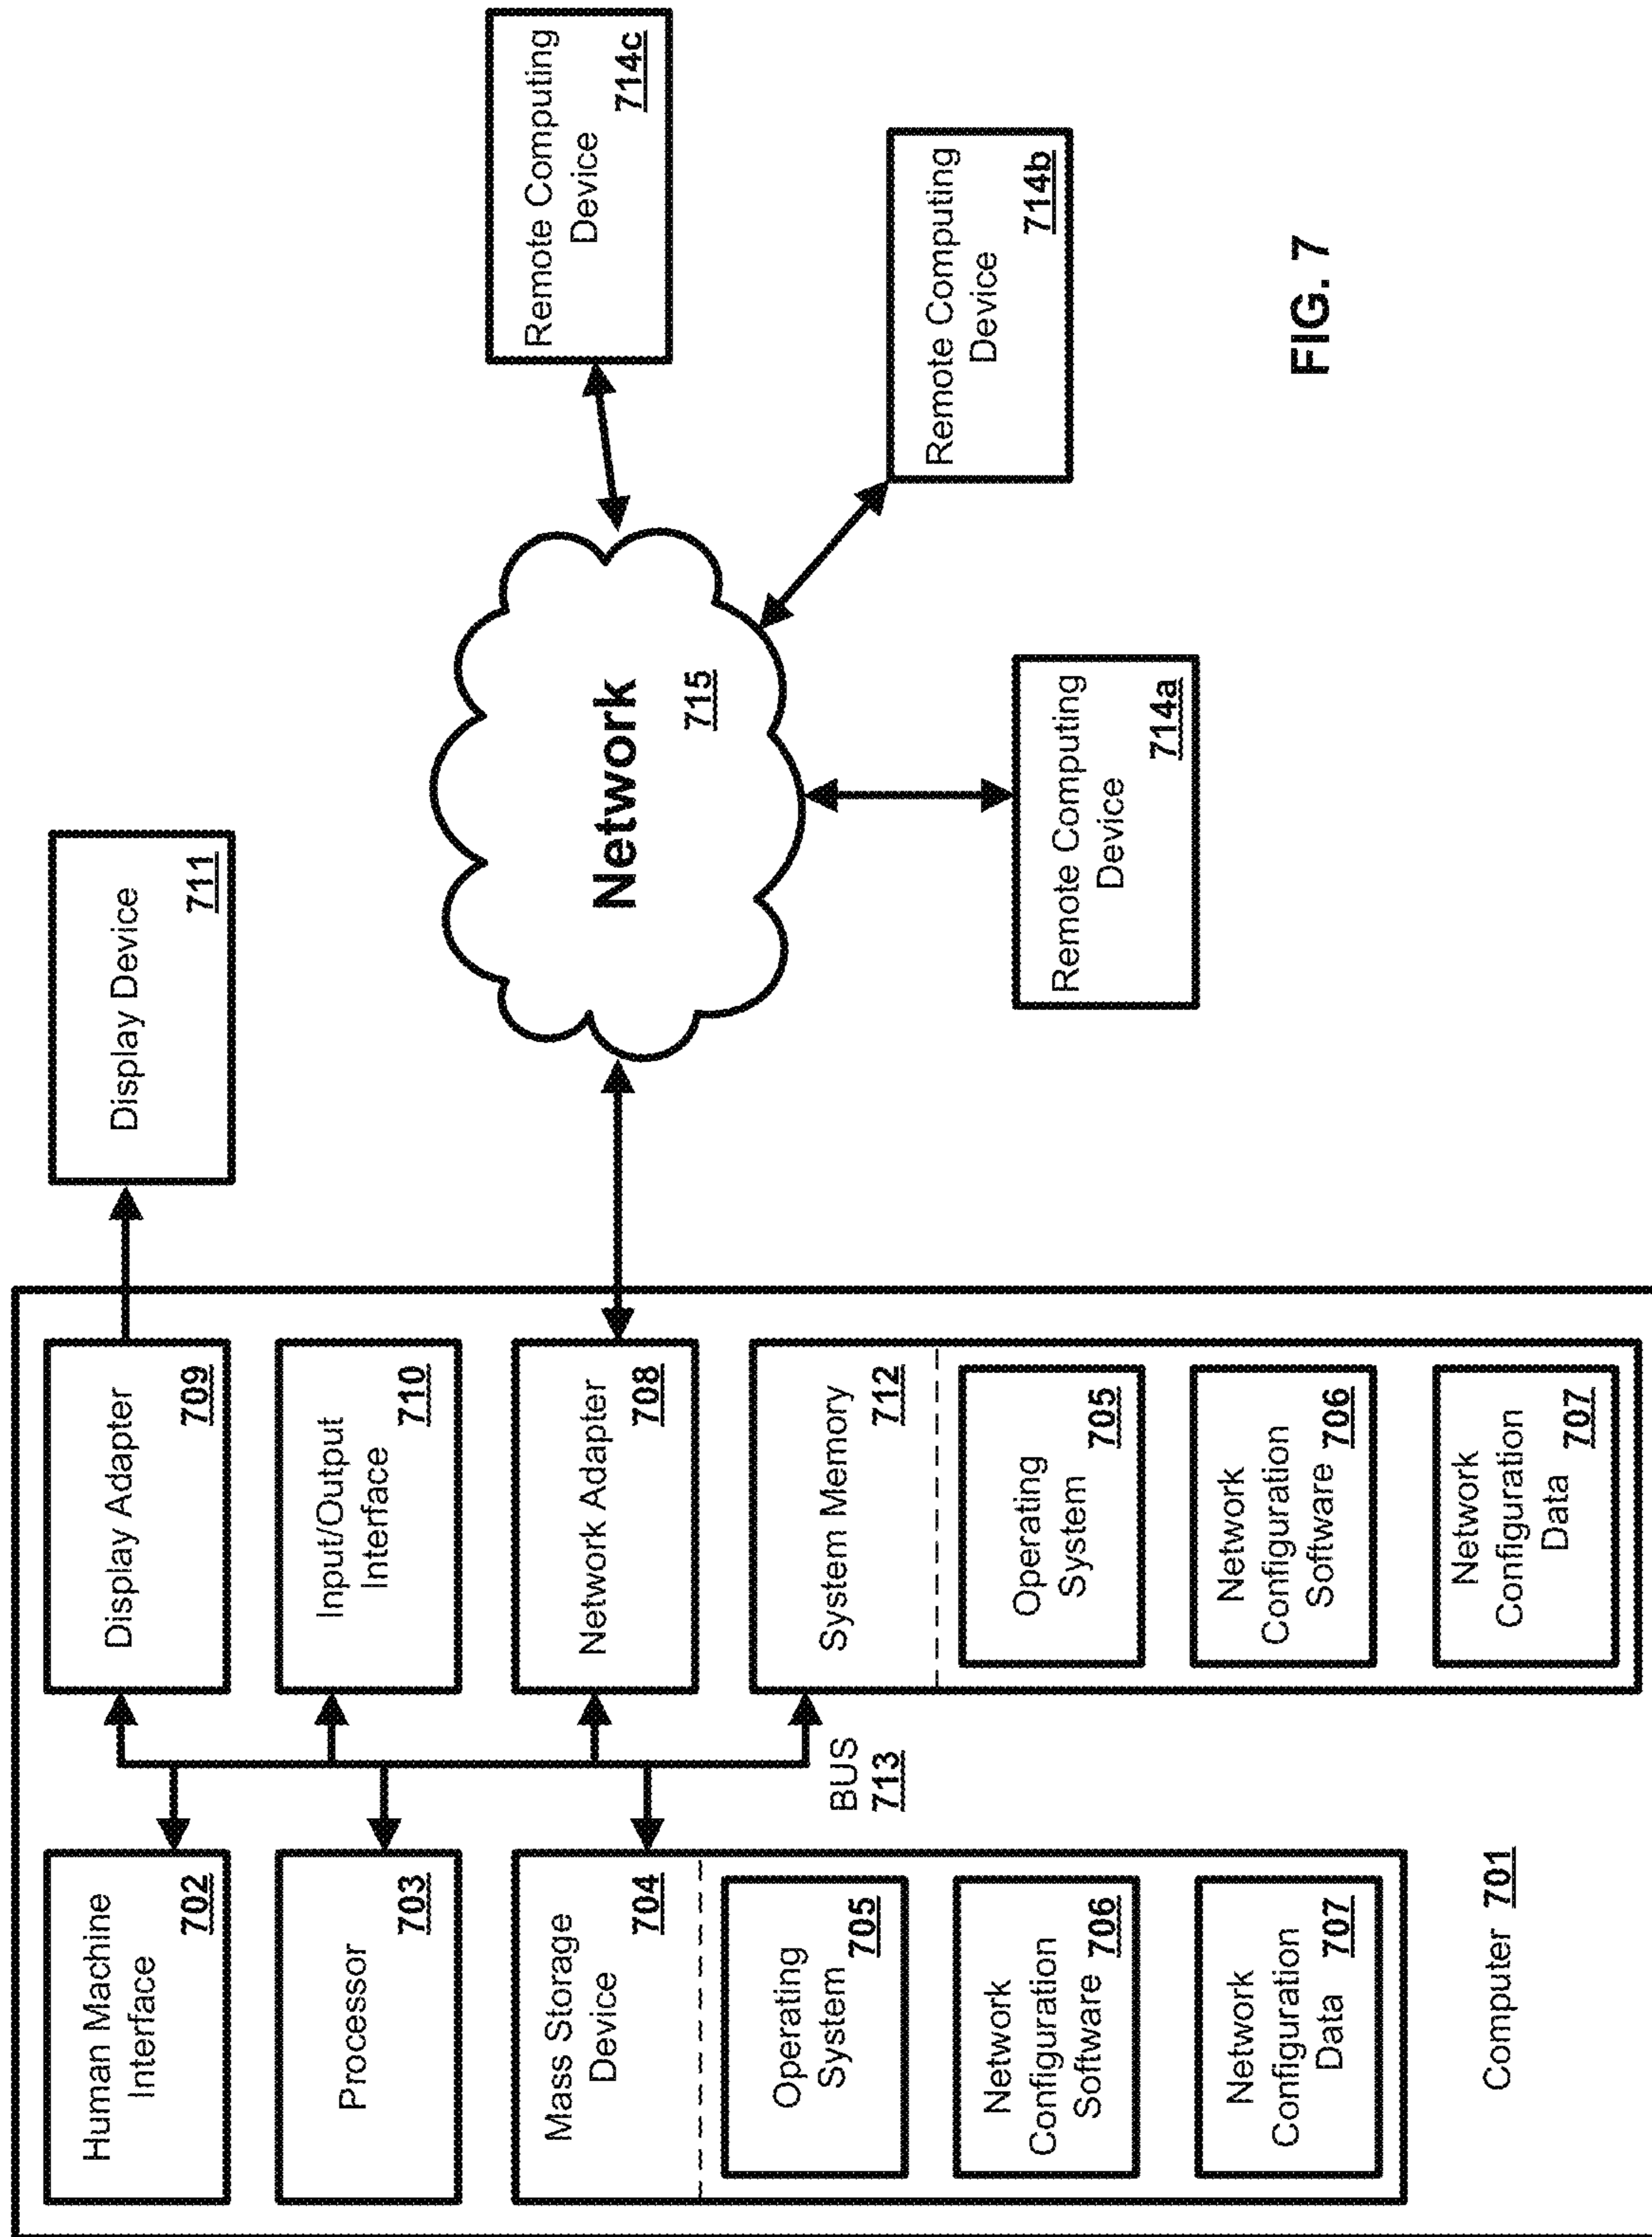 Human Machine
Interface
702
Processor
703
Mass Storage
Device
704
Operating
System
705
Network
Configuration
Software 706
Network
Configuration
Data 707
Computer 701
BUS
713
Display Adapter
709
Input/Output
Interface
710
Network Adapter
708
System Memory
712
Operating
System
705
Network
Configuration
Software 706
Network
Configuration
Data 707
Display Device
711
Network
715
Remote Computing
Device
714a
Remote Computing
Device
714b
Remote Computing
Device
714c
FIG. 7